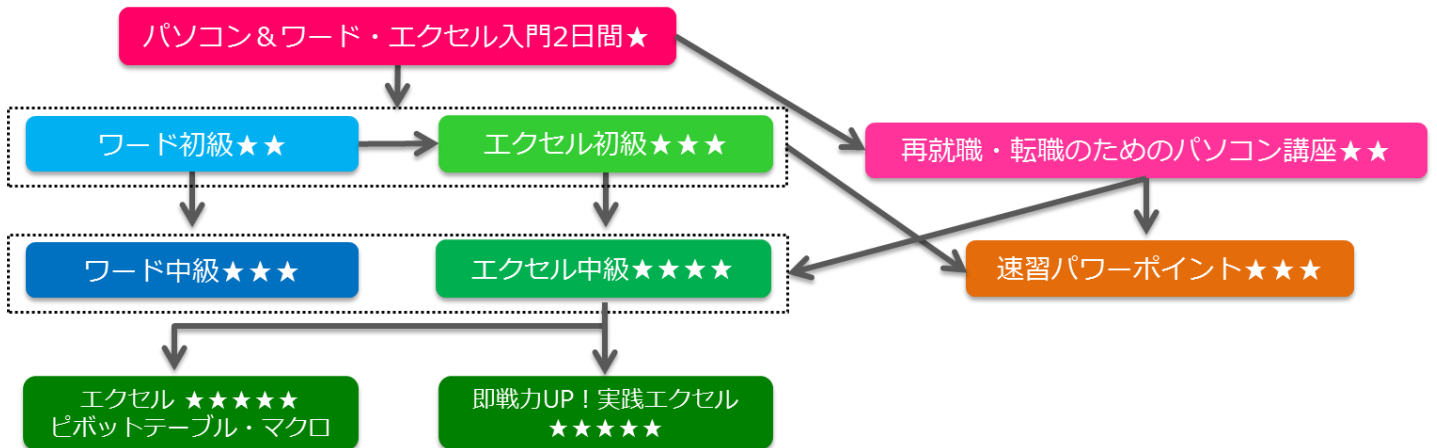 パソコン＆ワード・エクセル入門2日間★
ワード初級★★
エクセル初級★★★
再就職・転職のためのパソコン講座★★
ワード中級★★★
エクセル中級★★★★
速習パワーポイント★★★
エクセル ★★★★★
ピボットテーブル・マクロ
即戦力UP！実践エクセル
★★★★★